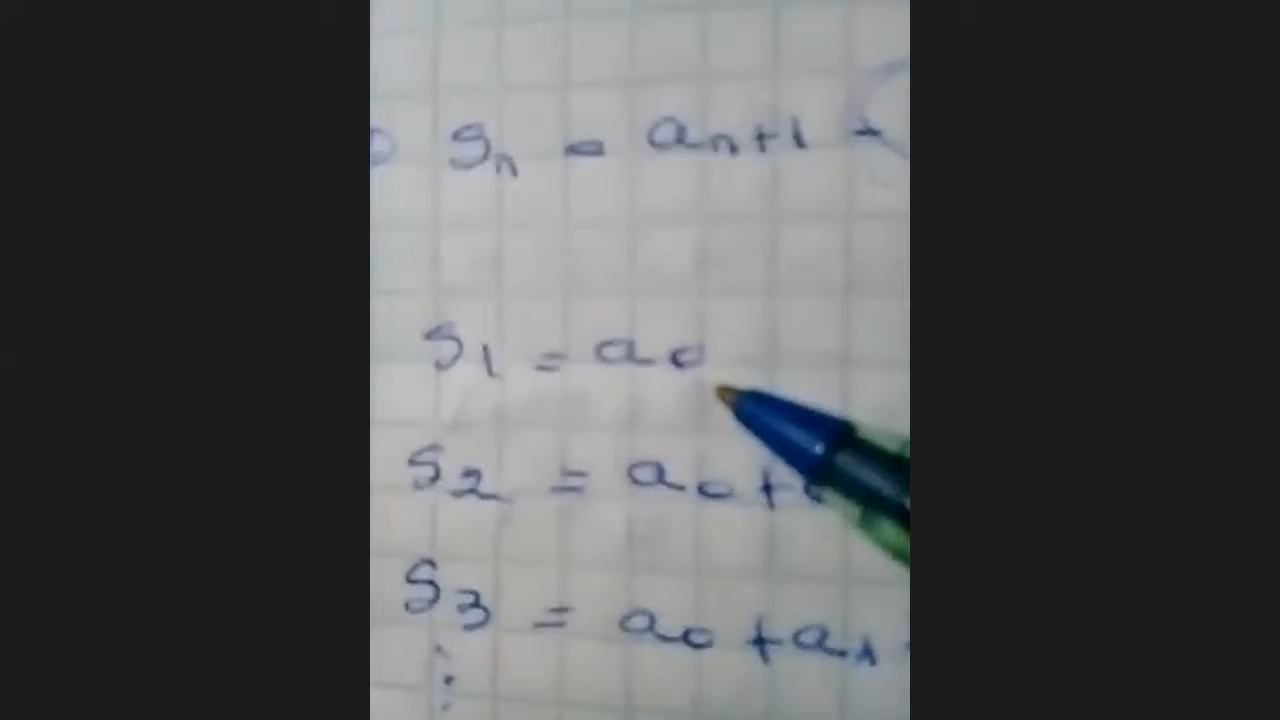 Sn = an+1
S1 = a0
S2 = a0 +
S3 = a0 + a1
⋮